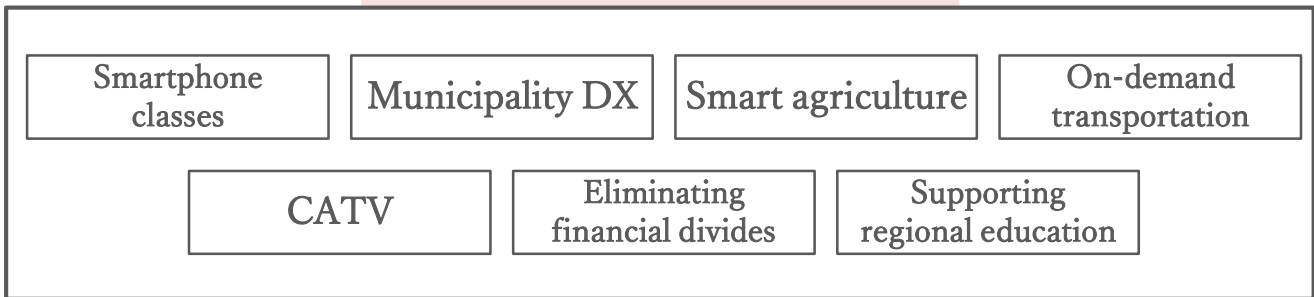 Smartphone
classes
Municipality DX
Smart agriculture
On-demand
transportation
CATV
Eliminating
financial divides
Supporting
regional education